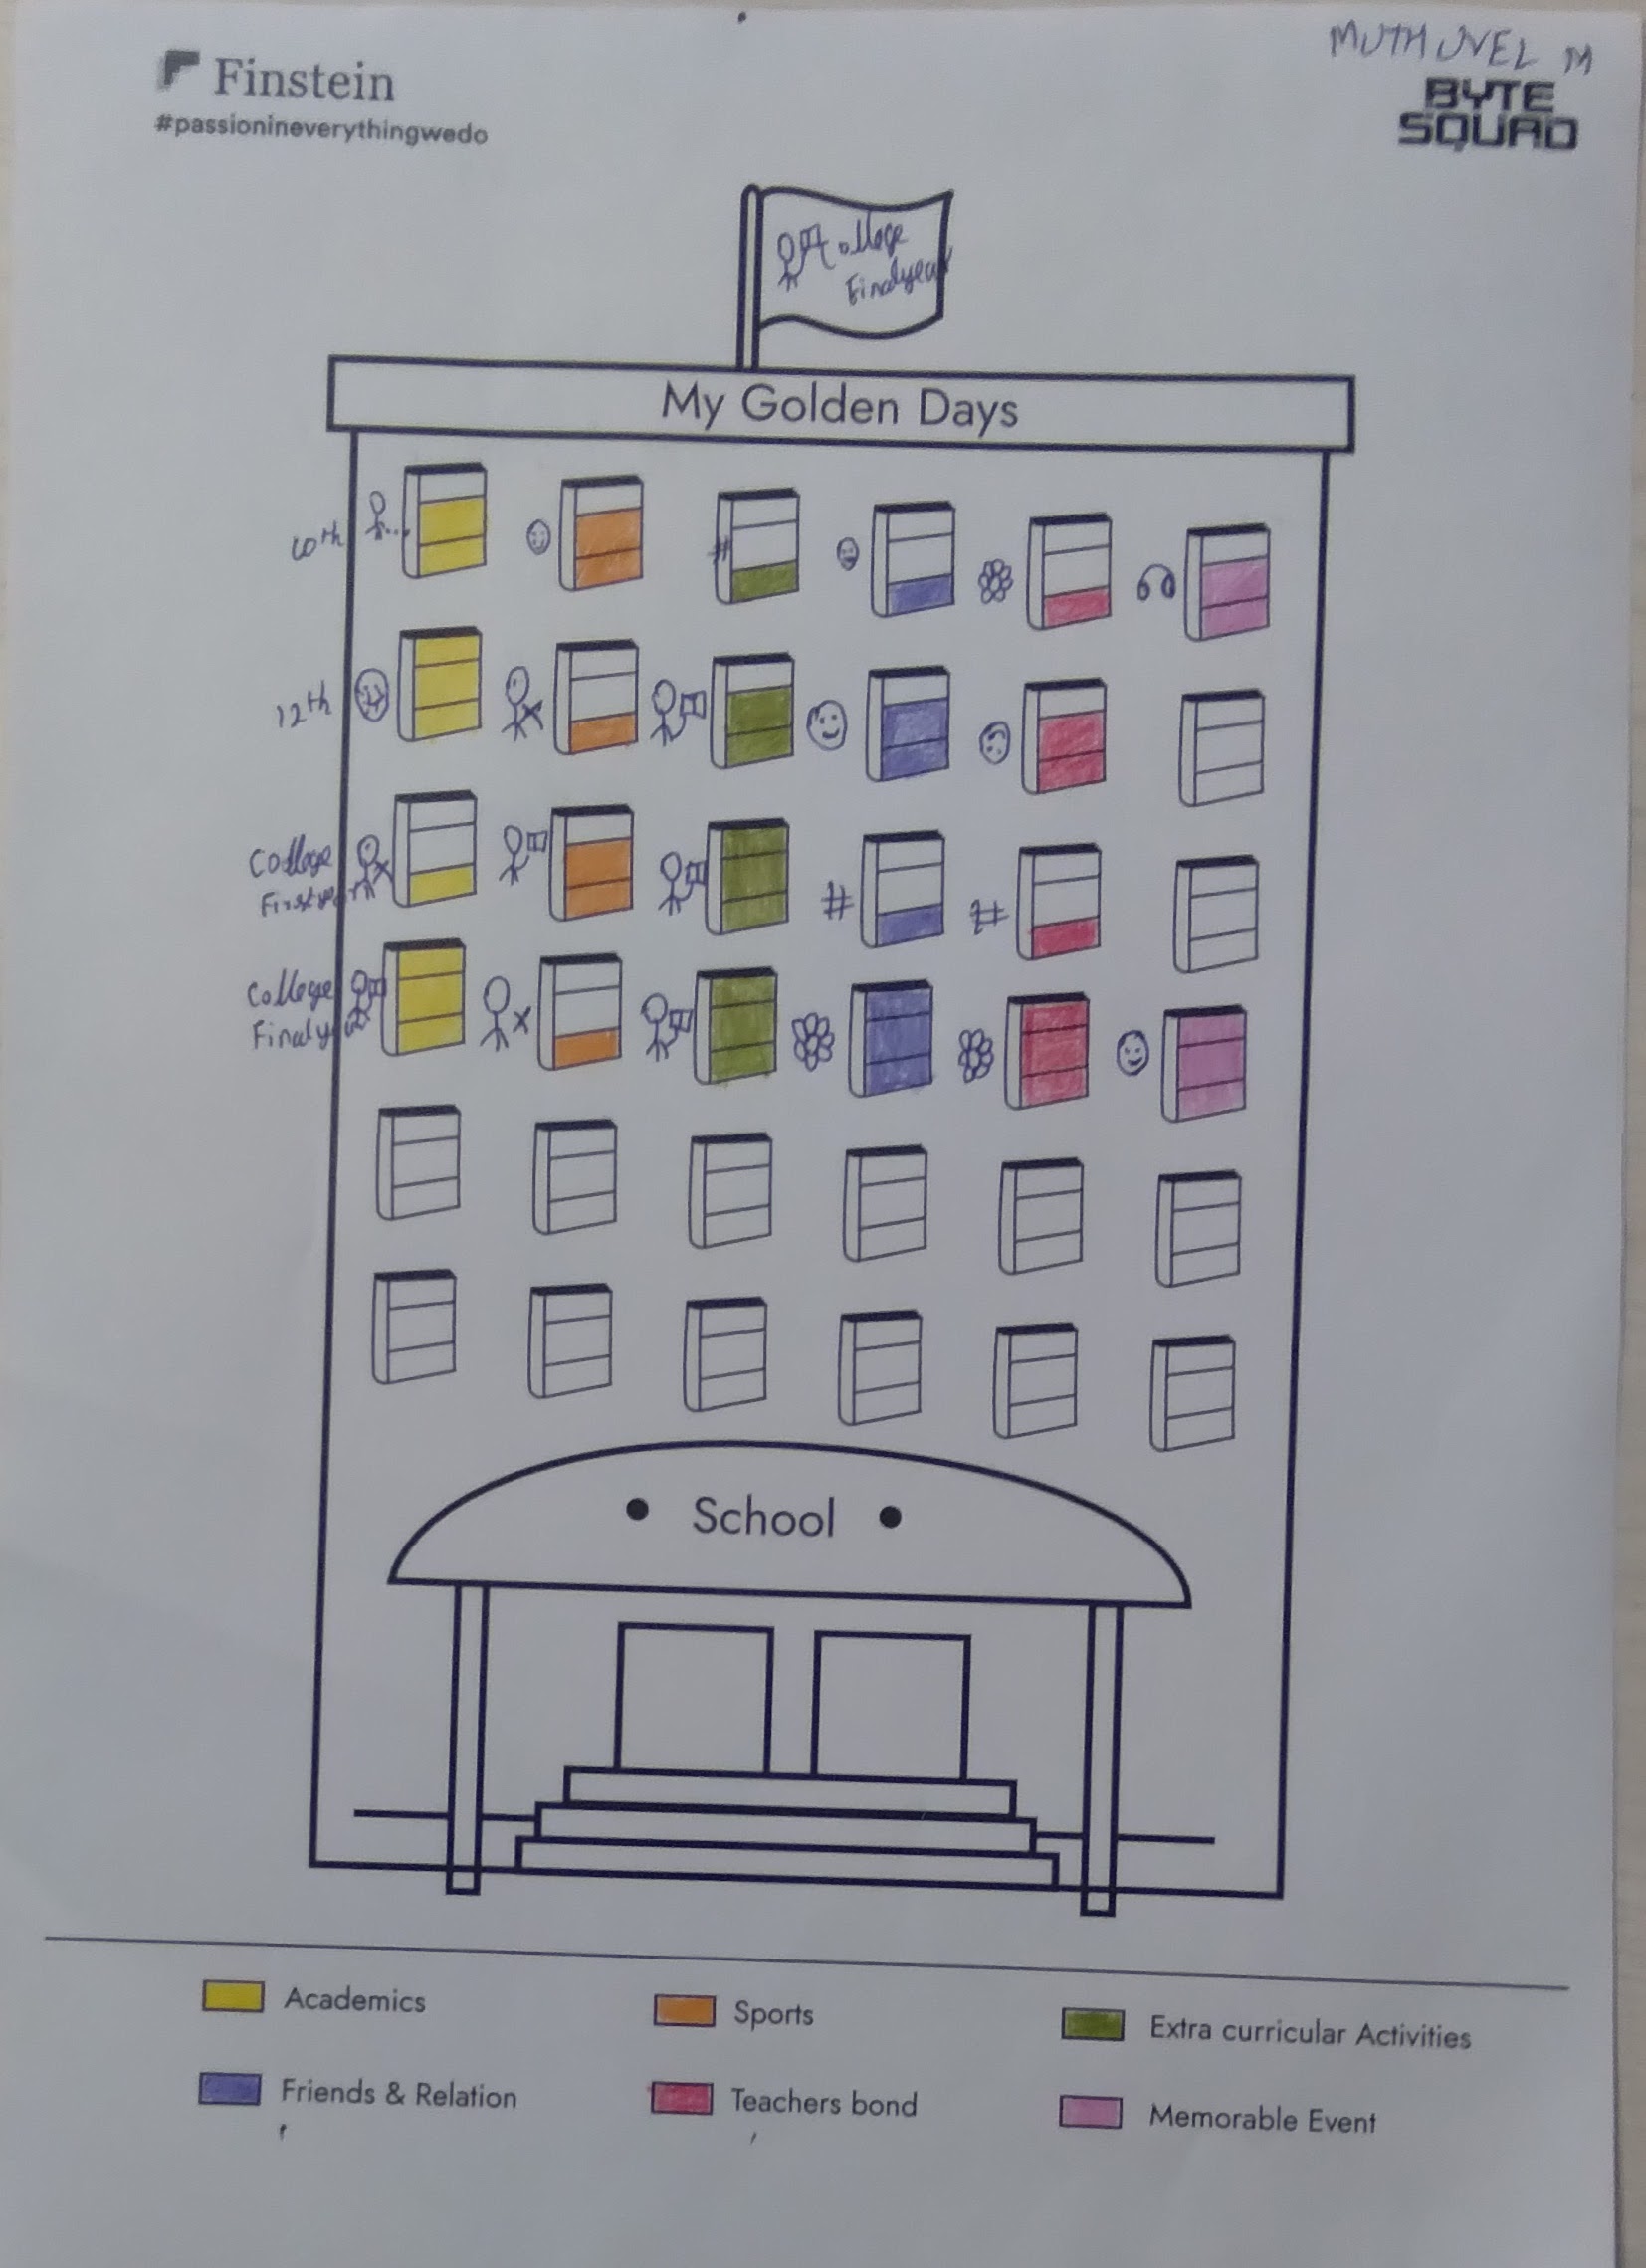 Finstein
#passionineverythingwedo
MUTHUVEL M
BYTE
SQUAD
College
Finalyear
My Golden Days
10th
#
12th
College
Firstyear
# #
College
Finalyear
• School •
Academics
Sports
Extra curricular Activities
Friends & Relation
Teachers bond
Memorable Event